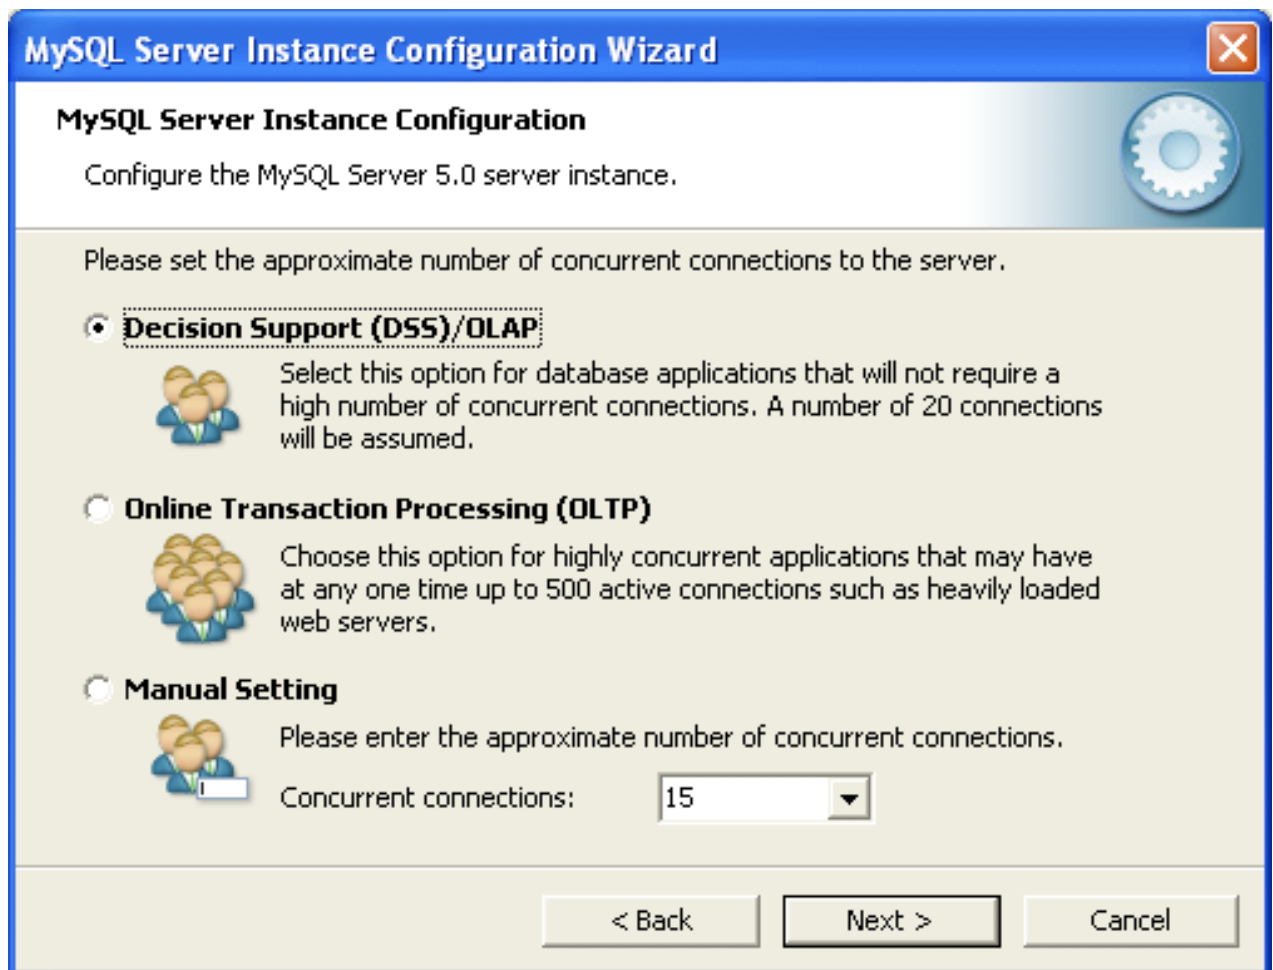 MySQL Server Instance Configuration Wizard
MySQL Server Instance Configuration
Configure the MySQL Server 5.0 server instance.
Please set the approximate number of concurrent connections to the server.
Decision Support (DSS)/OLAP
Select this option for database applications that will not require a
high number of concurrent connections. A number of 20 connections
will be assumed.
Online Transaction Processing (OLTP)
Choose this option for highly concurrent applications that may have
at any one time up to 500 active connections such as heavily loaded
web servers.
Manual Setting
Please enter the approximate number of concurrent connections.
Concurrent connections: 15
< Back Next > Cancel